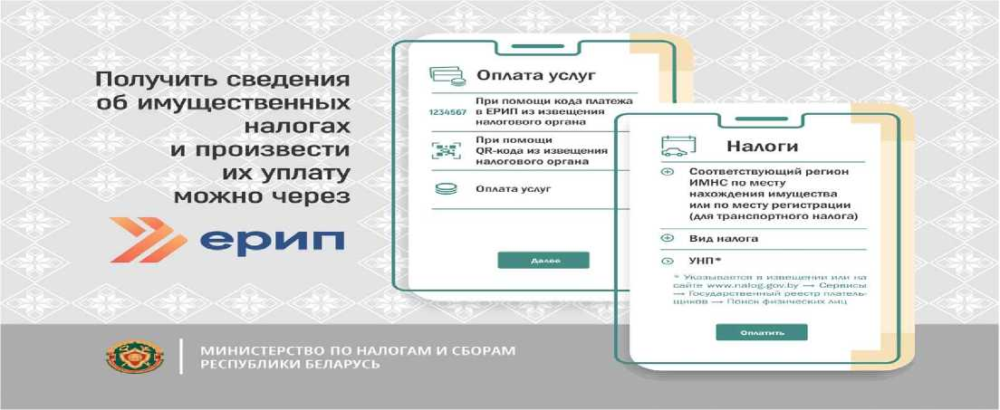 Получить сведения
об имущественных
налогах
и произвести
их уплату
можно через
ерип
Оплата услуг
1234567
При помощи кода платежа
в ЕРИП из извещения
налогового органа
При помощи
QR-кода из извещения
налогового органа
Оплата услуг
Далее
Налоги
Соответствующий регион
ИМНС по месту
нахождения имущества
или по месту регистрации
(для транспортного налога)
Вид налога
УНП*
* Указывается в извещении или на
сайте www.nalog.gov.by → Сервисы
→ Государственный реестр платель-
щиков → Поиск физических лиц
Оплатить
МИНИСТЕРСТВО ПО НАЛОГАМ И СБОРАМ
РЕСПУБЛИКИ БЕЛАРУСЬ